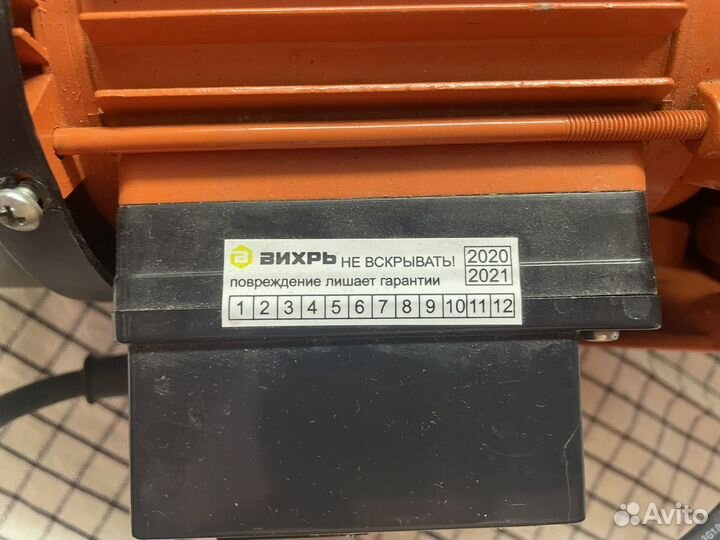 ВИХРЬ НЕ ВСКРЫВАТЬ! 2020
повреждение лишает гарантии 2021
1 2 3 4 5 6 7 8 9 10 11 12
Avito